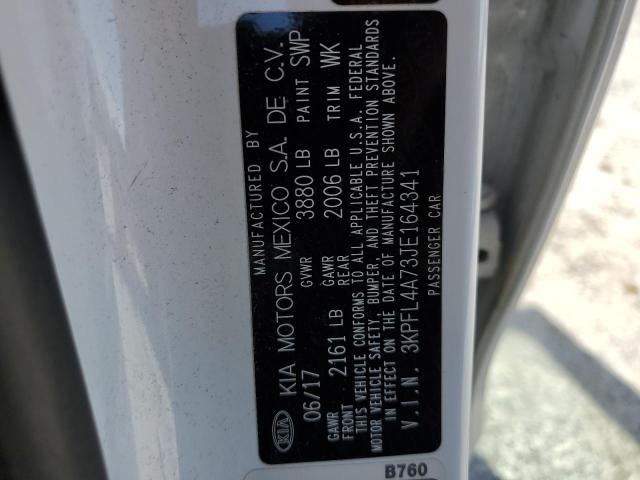 MANUFACTURED BY
KIA KIA MOTORS MEXICO S.A. DE C.V.
06/17 GVWR 3880 LB PAINT SWP
GAWR FRONT 2161 LB GAWR REAR 2006 LB TRIM WK
THIS VEHICLE CONFORMS TO ALL APPLICABLE U.S.A. FEDERAL
MOTOR VEHICLE SAFETY, BUMPER, AND THEFT PREVENTION STANDARDS
IN EFFECT ON THE DATE OF MANUFACTURE SHOWN ABOVE.
V.I.N. 3KPFL4A73JE164341
PASSENGER CAR
B760